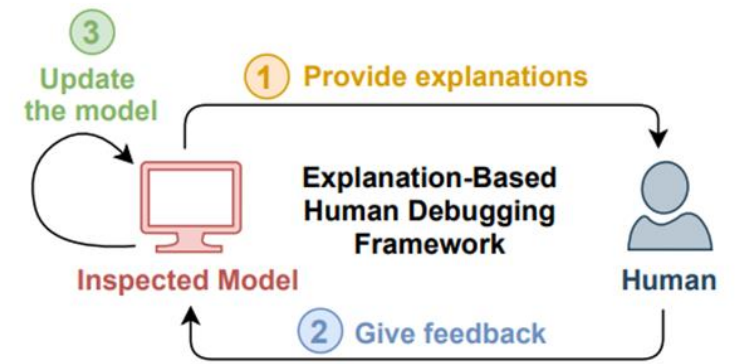 3
Update
the model
1 Provide explanations
Explanation-Based
Human Debugging
Framework
Inspected Model
Human
2 Give feedback